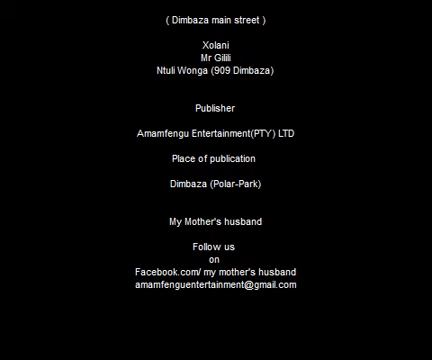 ( Dimbaza main street )
Xolani
Mr Gilili
Ntuli Wonga (909 Dimbaza)
Publisher
Amamfengu Entertainment(PTY) LTD
Place of publication
Dimbaza (Polar-Park)
My Mother's husband
Follow us
on
Facebook.com/ my mother's husband
amamfenguentertainment@gmail.com